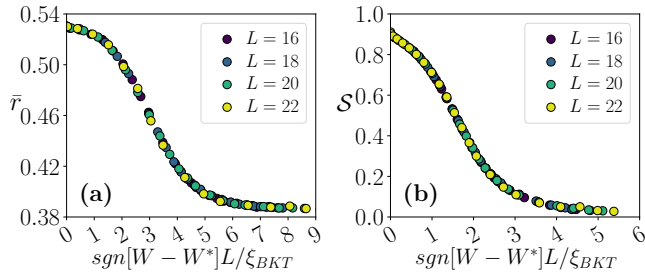 0.54
0.50
0.46
0.42
0.38
r̄
(a)
L = 16
L = 18
L = 20
L = 22
0 1 2 3 4 5 6 7 8 9
sgn[W − W*]L/ξ_BKT
1.0
0.8
0.6
0.4
0.2
0.0
𝒮
(b)
L = 16
L = 18
L = 20
L = 22
0 1 2 3 4 5 6
sgn[W − W*]L/ξ_BKT